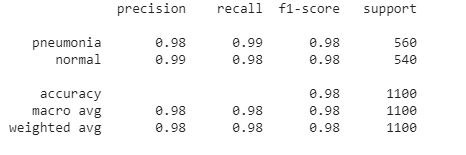 precision recall f1-score support
pneumonia 0.98 0.99 0.98 560
normal 0.99 0.98 0.98 540
accuracy 0.98 1100
macro avg 0.98 0.98 0.98 1100
weighted avg 0.98 0.98 0.98 1100